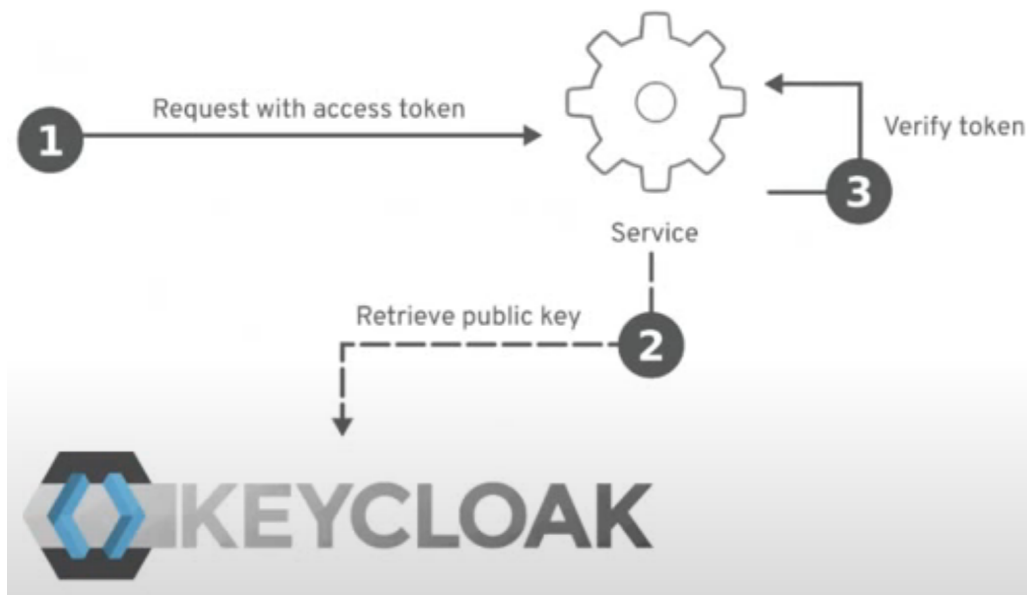 1
Request with access token
Verify token
3
Service
Retrieve public key
2
KEYCLOAK